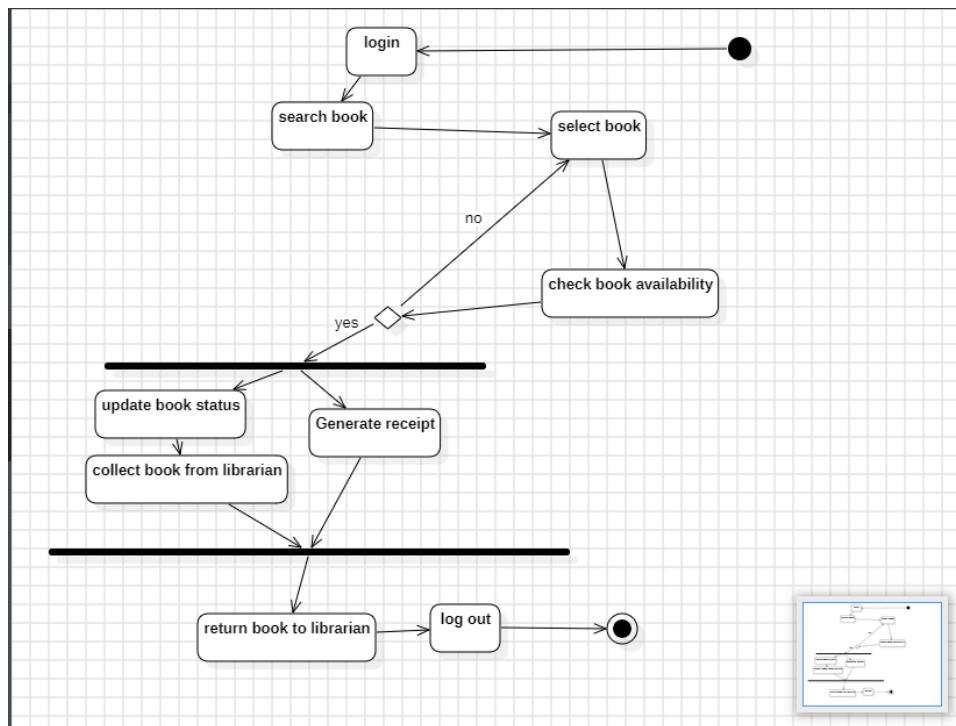 login
search book
select book
no
check book availability
yes
update book status
Generate receipt
collect book from librarian
return book to librarian
log out